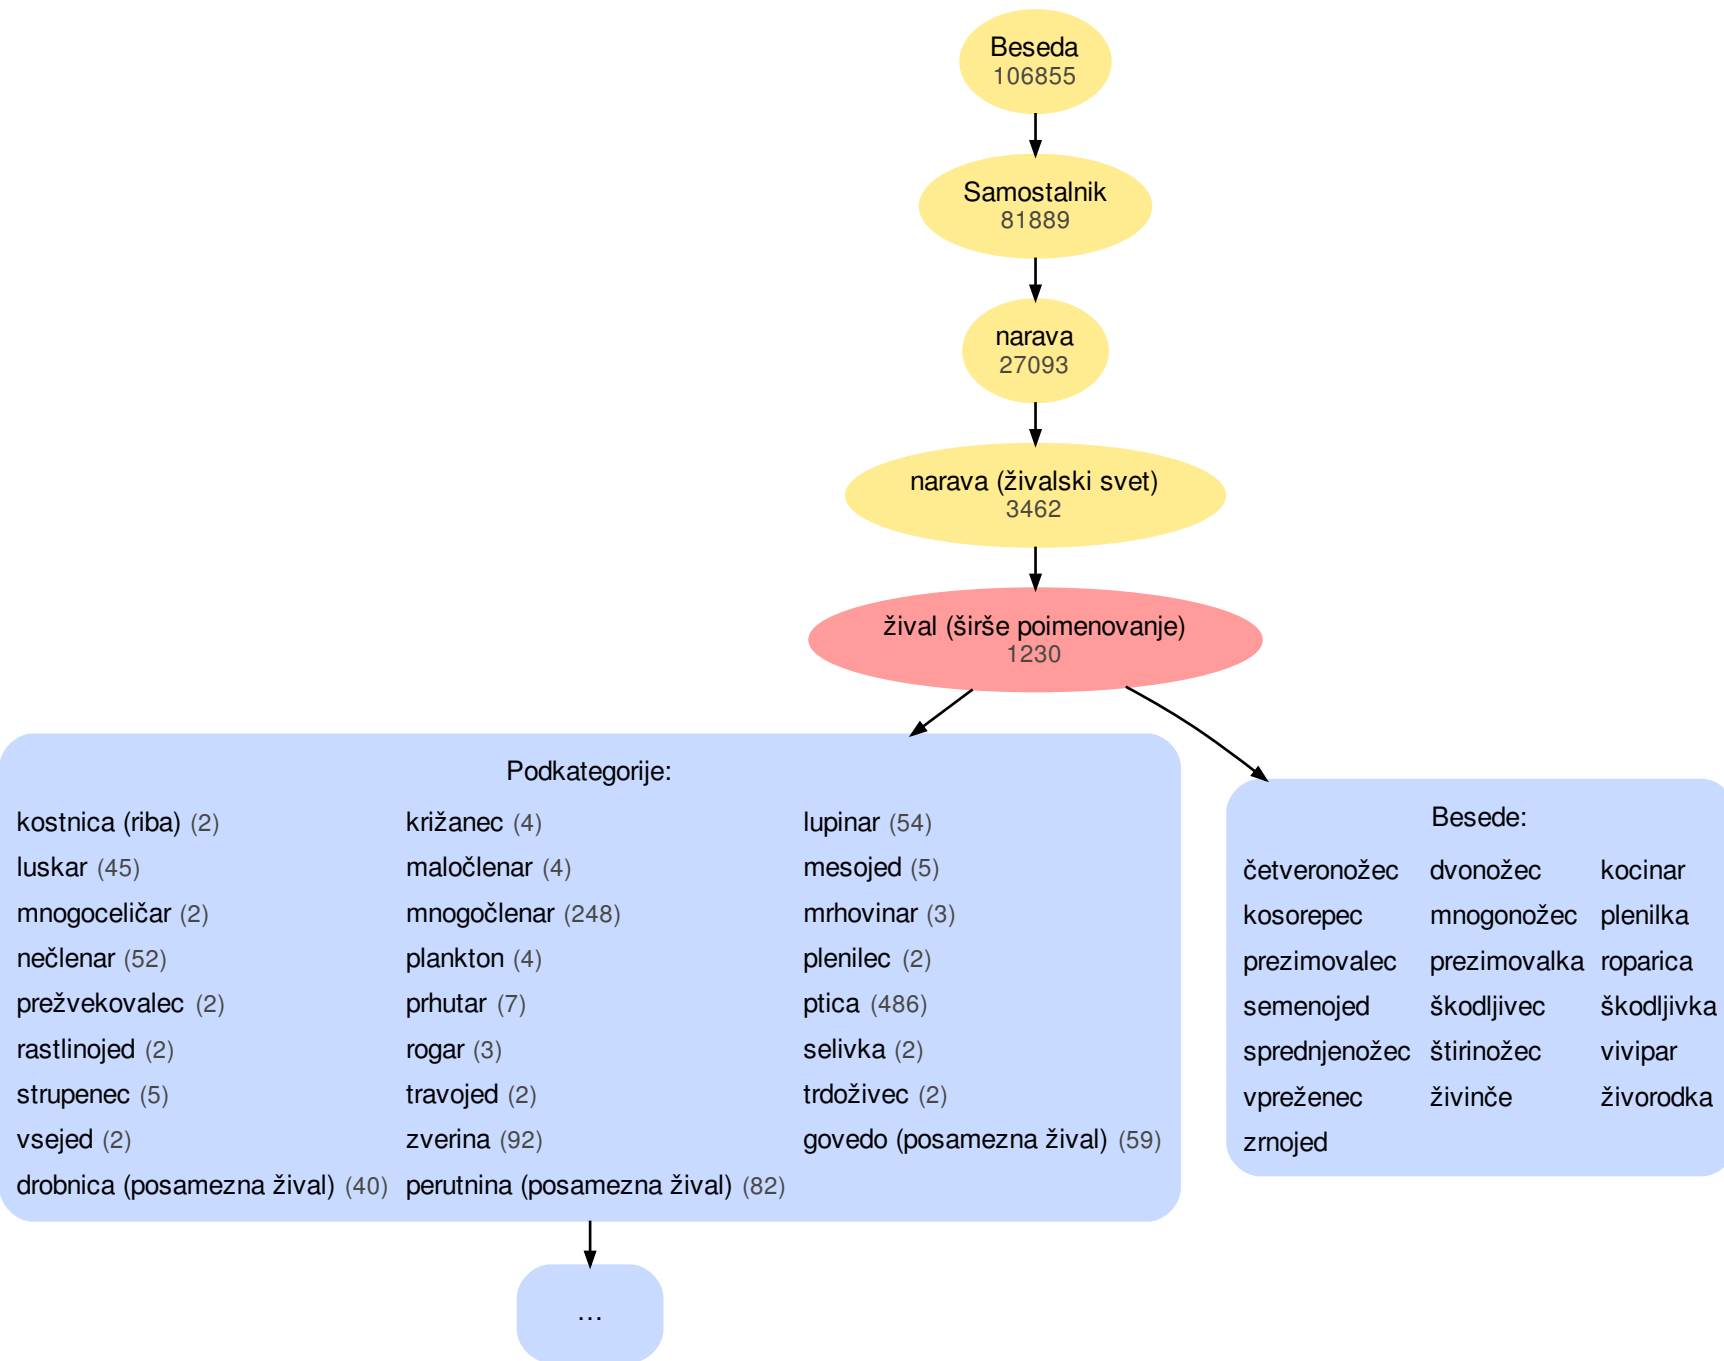 Beseda
106855
Samostalnik
81889
narava
27093
narava (živalski svet)
3462
žival (širše poimenovanje)
1230
Podkategorije:
kostnica (riba) (2) križanec (4) lupinar (54)
luskar (45) maločlenar (4) mesojed (5)
mnogoceličar (2) mnogočlenar (248) mrhovinar (3)
nečlenar (52) plankton (4) plenilec (2)
prežvekovalec (2) prhutar (7) ptica (486)
rastlinojed (2) rogar (3) selivka (2)
strupenec (5) travojed (2) trdoživec (2)
vsejed (2) zverina (92) govedo (posamezna žival) (59)
drobnica (posamezna žival) (40) perutnina (posamezna žival) (82)
Besede:
četveronožec dvonožec kocinar
kosorepec mnogonožec plenilka
prezimovalec prezimovalka roparica
semenojed škodljivec škodljivka
sprednjenožec štirinožec vivipar
vpreženec živinče živorodka
zrnojed
…